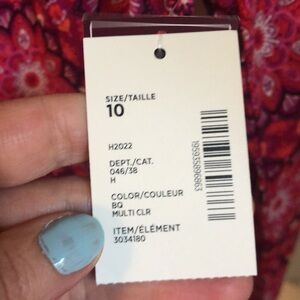 SIZE/TAILLE
10
H2022
DEPT./CAT.
046/38
H
COLOR/COULEUR
BQ
MULTI CLR
ITEM/ÉLÉMENT
3034180